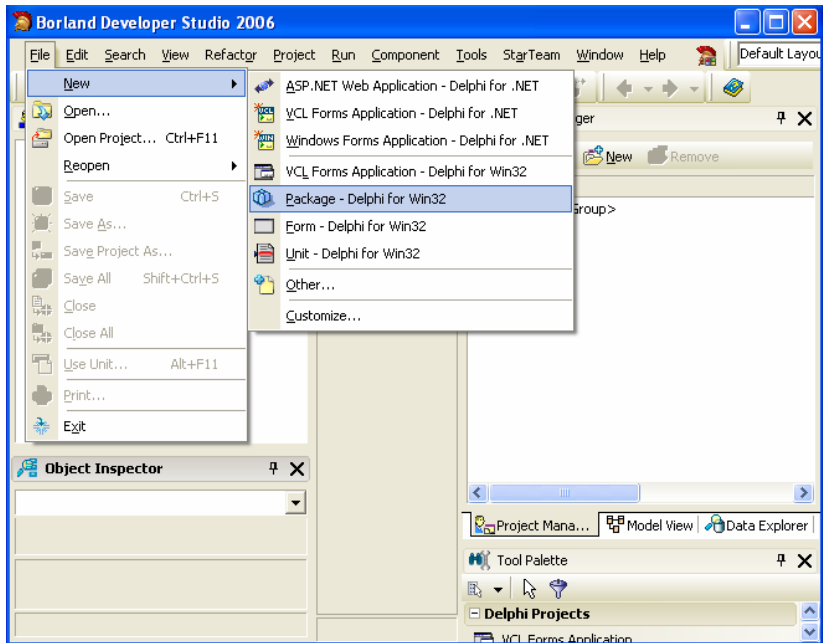 Borland Developer Studio 2006
File Edit Search View Refactor Project Run Component Tools StarTeam Window Help Default Layou
New
Open...
Open Project... Ctrl+F11
Reopen
Save Ctrl+S
Save As...
Save Project As...
Save All Shift+Ctrl+S
Close
Close All
Use Unit... Alt+F11
Print...
Exit
ASP.NET Web Application - Delphi for .NET
VCL Forms Application - Delphi for .NET
Windows Forms Application - Delphi for .NET
VCL Forms Application - Delphi for Win32
Package - Delphi for Win32
Form - Delphi for Win32
Unit - Delphi for Win32
Other...
Customize...
ger
New Remove
Group>
Object Inspector
Project Mana... Model View Data Explorer
Tool Palette
Delphi Projects
VCL Forms Application